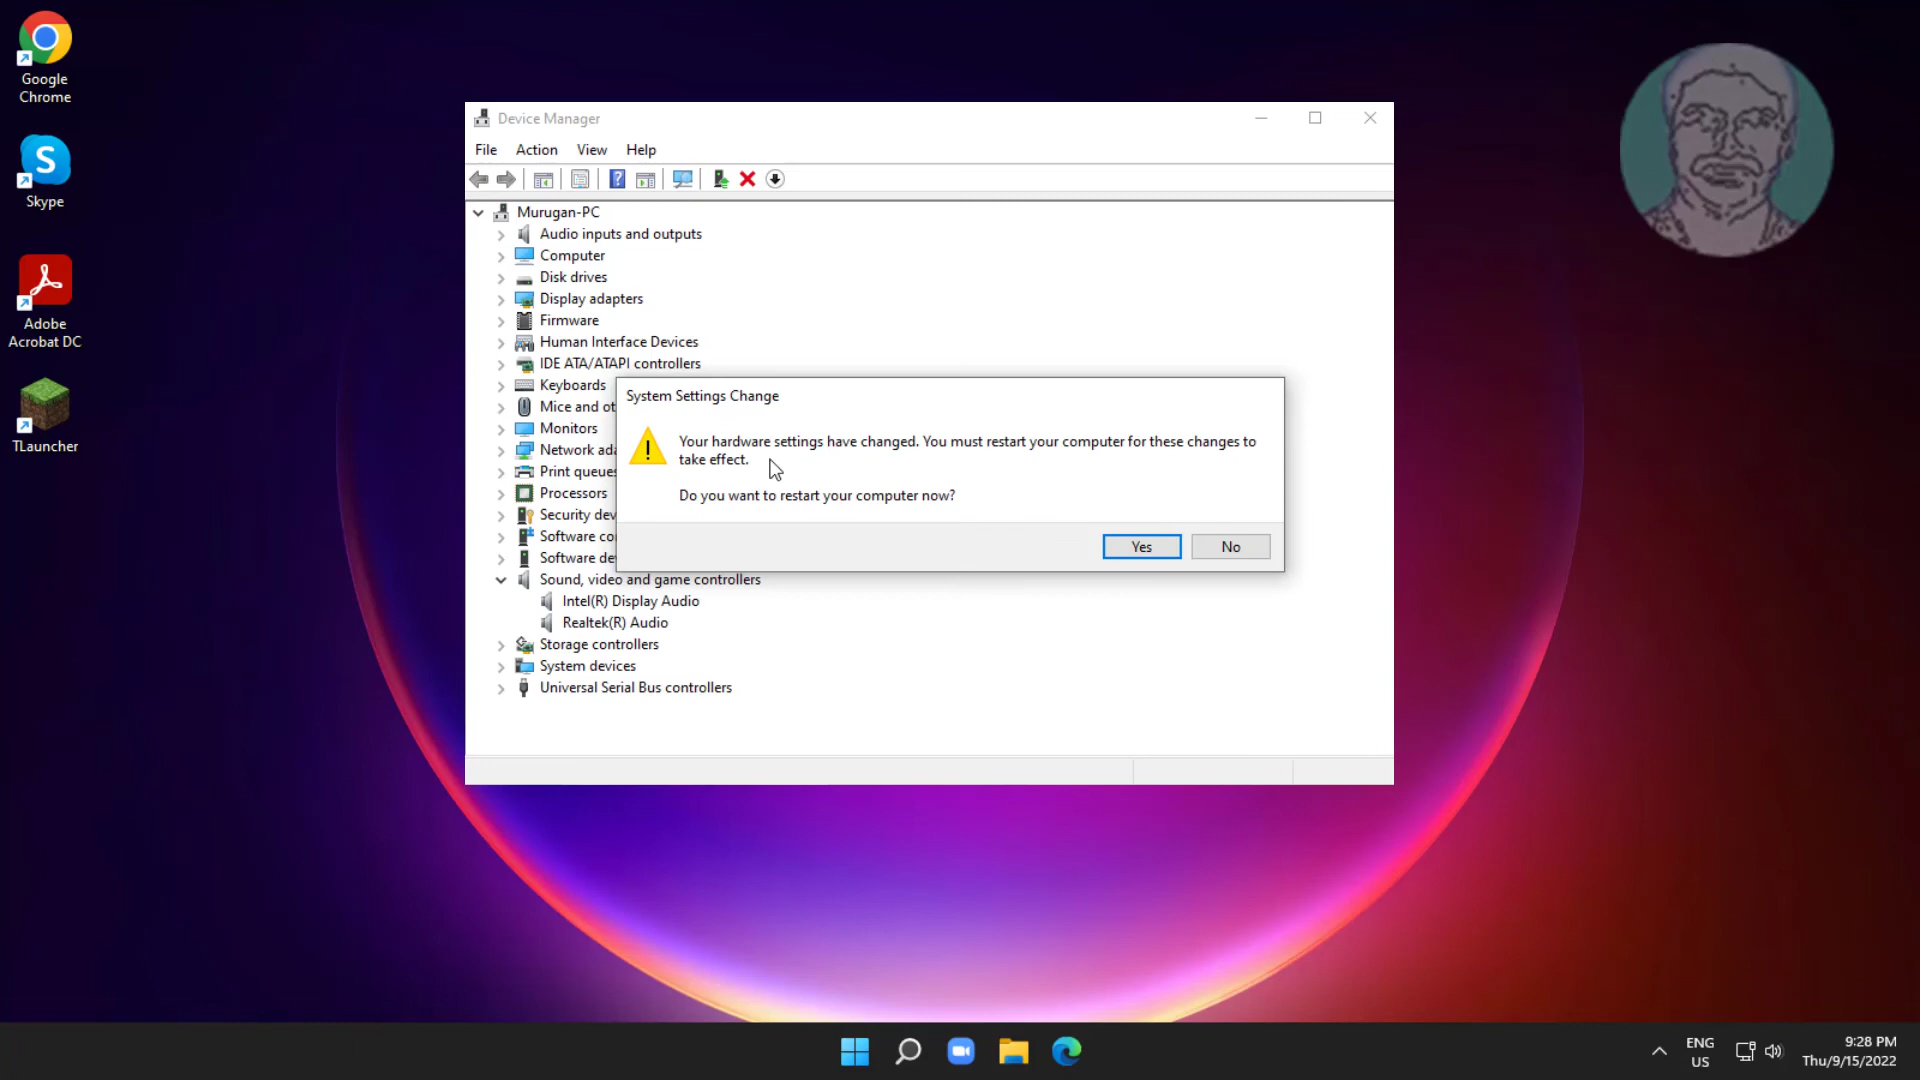 Google
Chrome
Skype
Adobe
Acrobat DC
TLauncher
Device Manager
File Action View Help
Murugan-PC
Audio inputs and outputs
Computer
Disk drives
Display adapters
Firmware
Human Interface Devices
IDE ATA/ATAPI controllers
Keyboards
Mice and ot
Monitors
Network ada
Print queues
Processors
Security dev
Software co
Software de
Sound, video and game controllers
Intel(R) Display Audio
Realtek(R) Audio
Storage controllers
System devices
Universal Serial Bus controllers
System Settings Change
Your hardware settings have changed. You must restart your computer for these changes to
take effect.
Do you want to restart your computer now?
Yes No
ENG
US
9:28 PM
Thu/9/15/2022